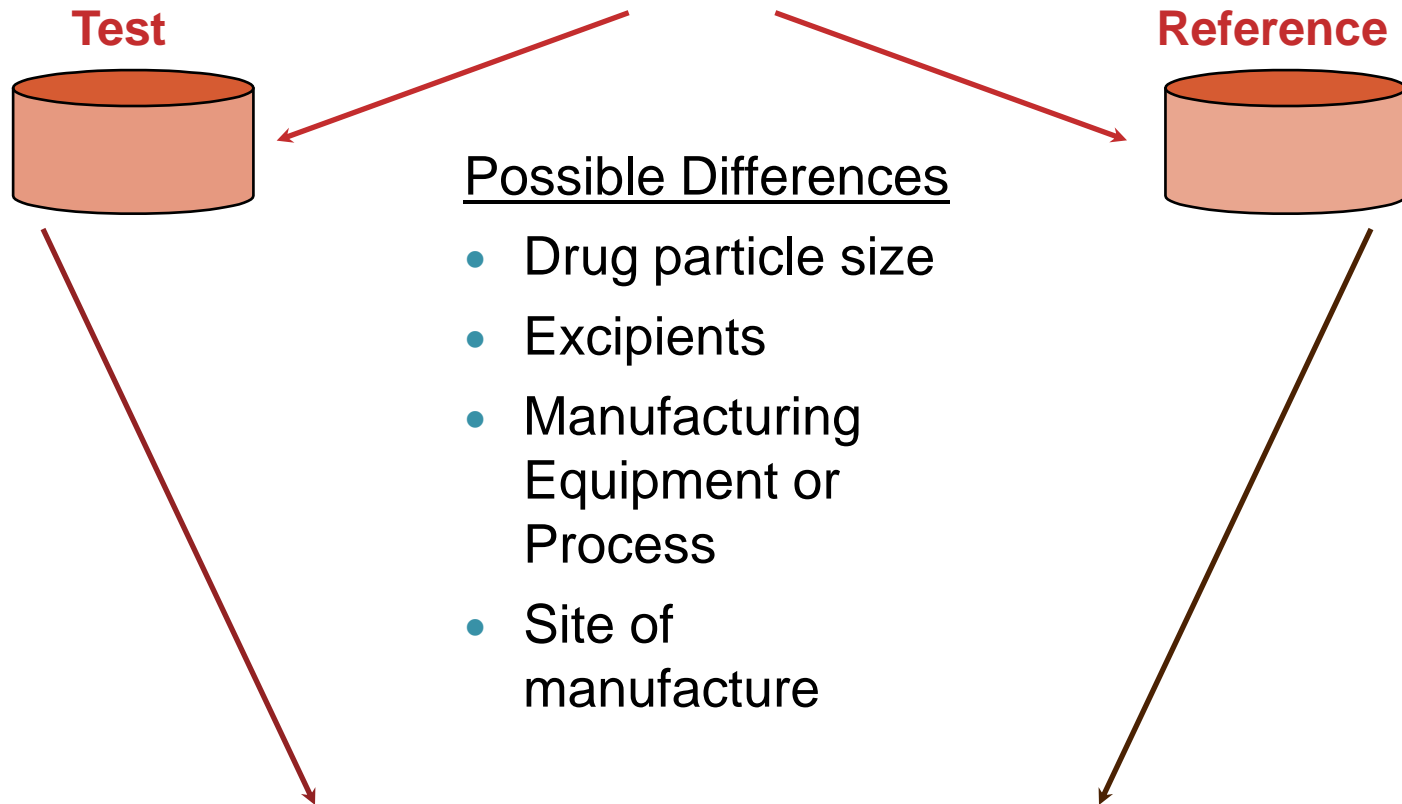 Test
Reference
Possible Differences
• Drug particle size
• Excipients
• Manufacturing
Equipment or
Process
• Site of
manufacture